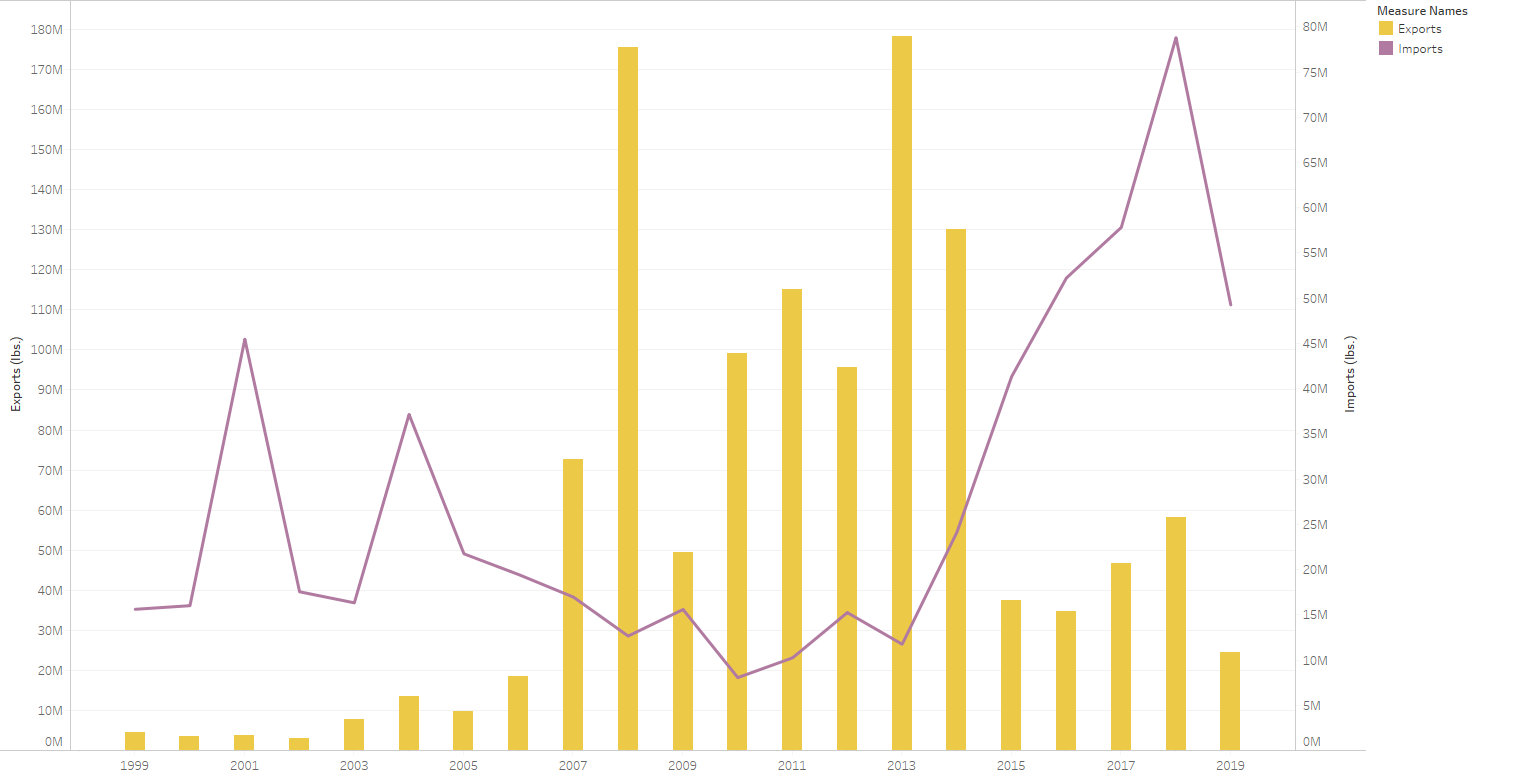 180M
170M
160M
150M
140M
130M
120M
110M
100M
90M
80M
70M
60M
50M
40M
30M
20M
10M
0M
Exports (lbs.)
1999 2001 2003 2005 2007 2009 2011 2013 2015 2017 2019
80M
75M
70M
65M
60M
55M
50M
45M
40M
35M
30M
25M
20M
15M
10M
5M
0M
Imports (lbs.)
Measure Names
Exports
Imports